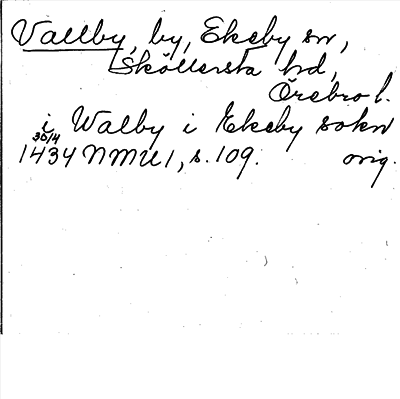 Vallby, by, Ekeby sn,
Sköllersta hd,
Örebro l.
i Walby i Ekeby sokn
30/4
1434 NMU 1, s. 109. orig.